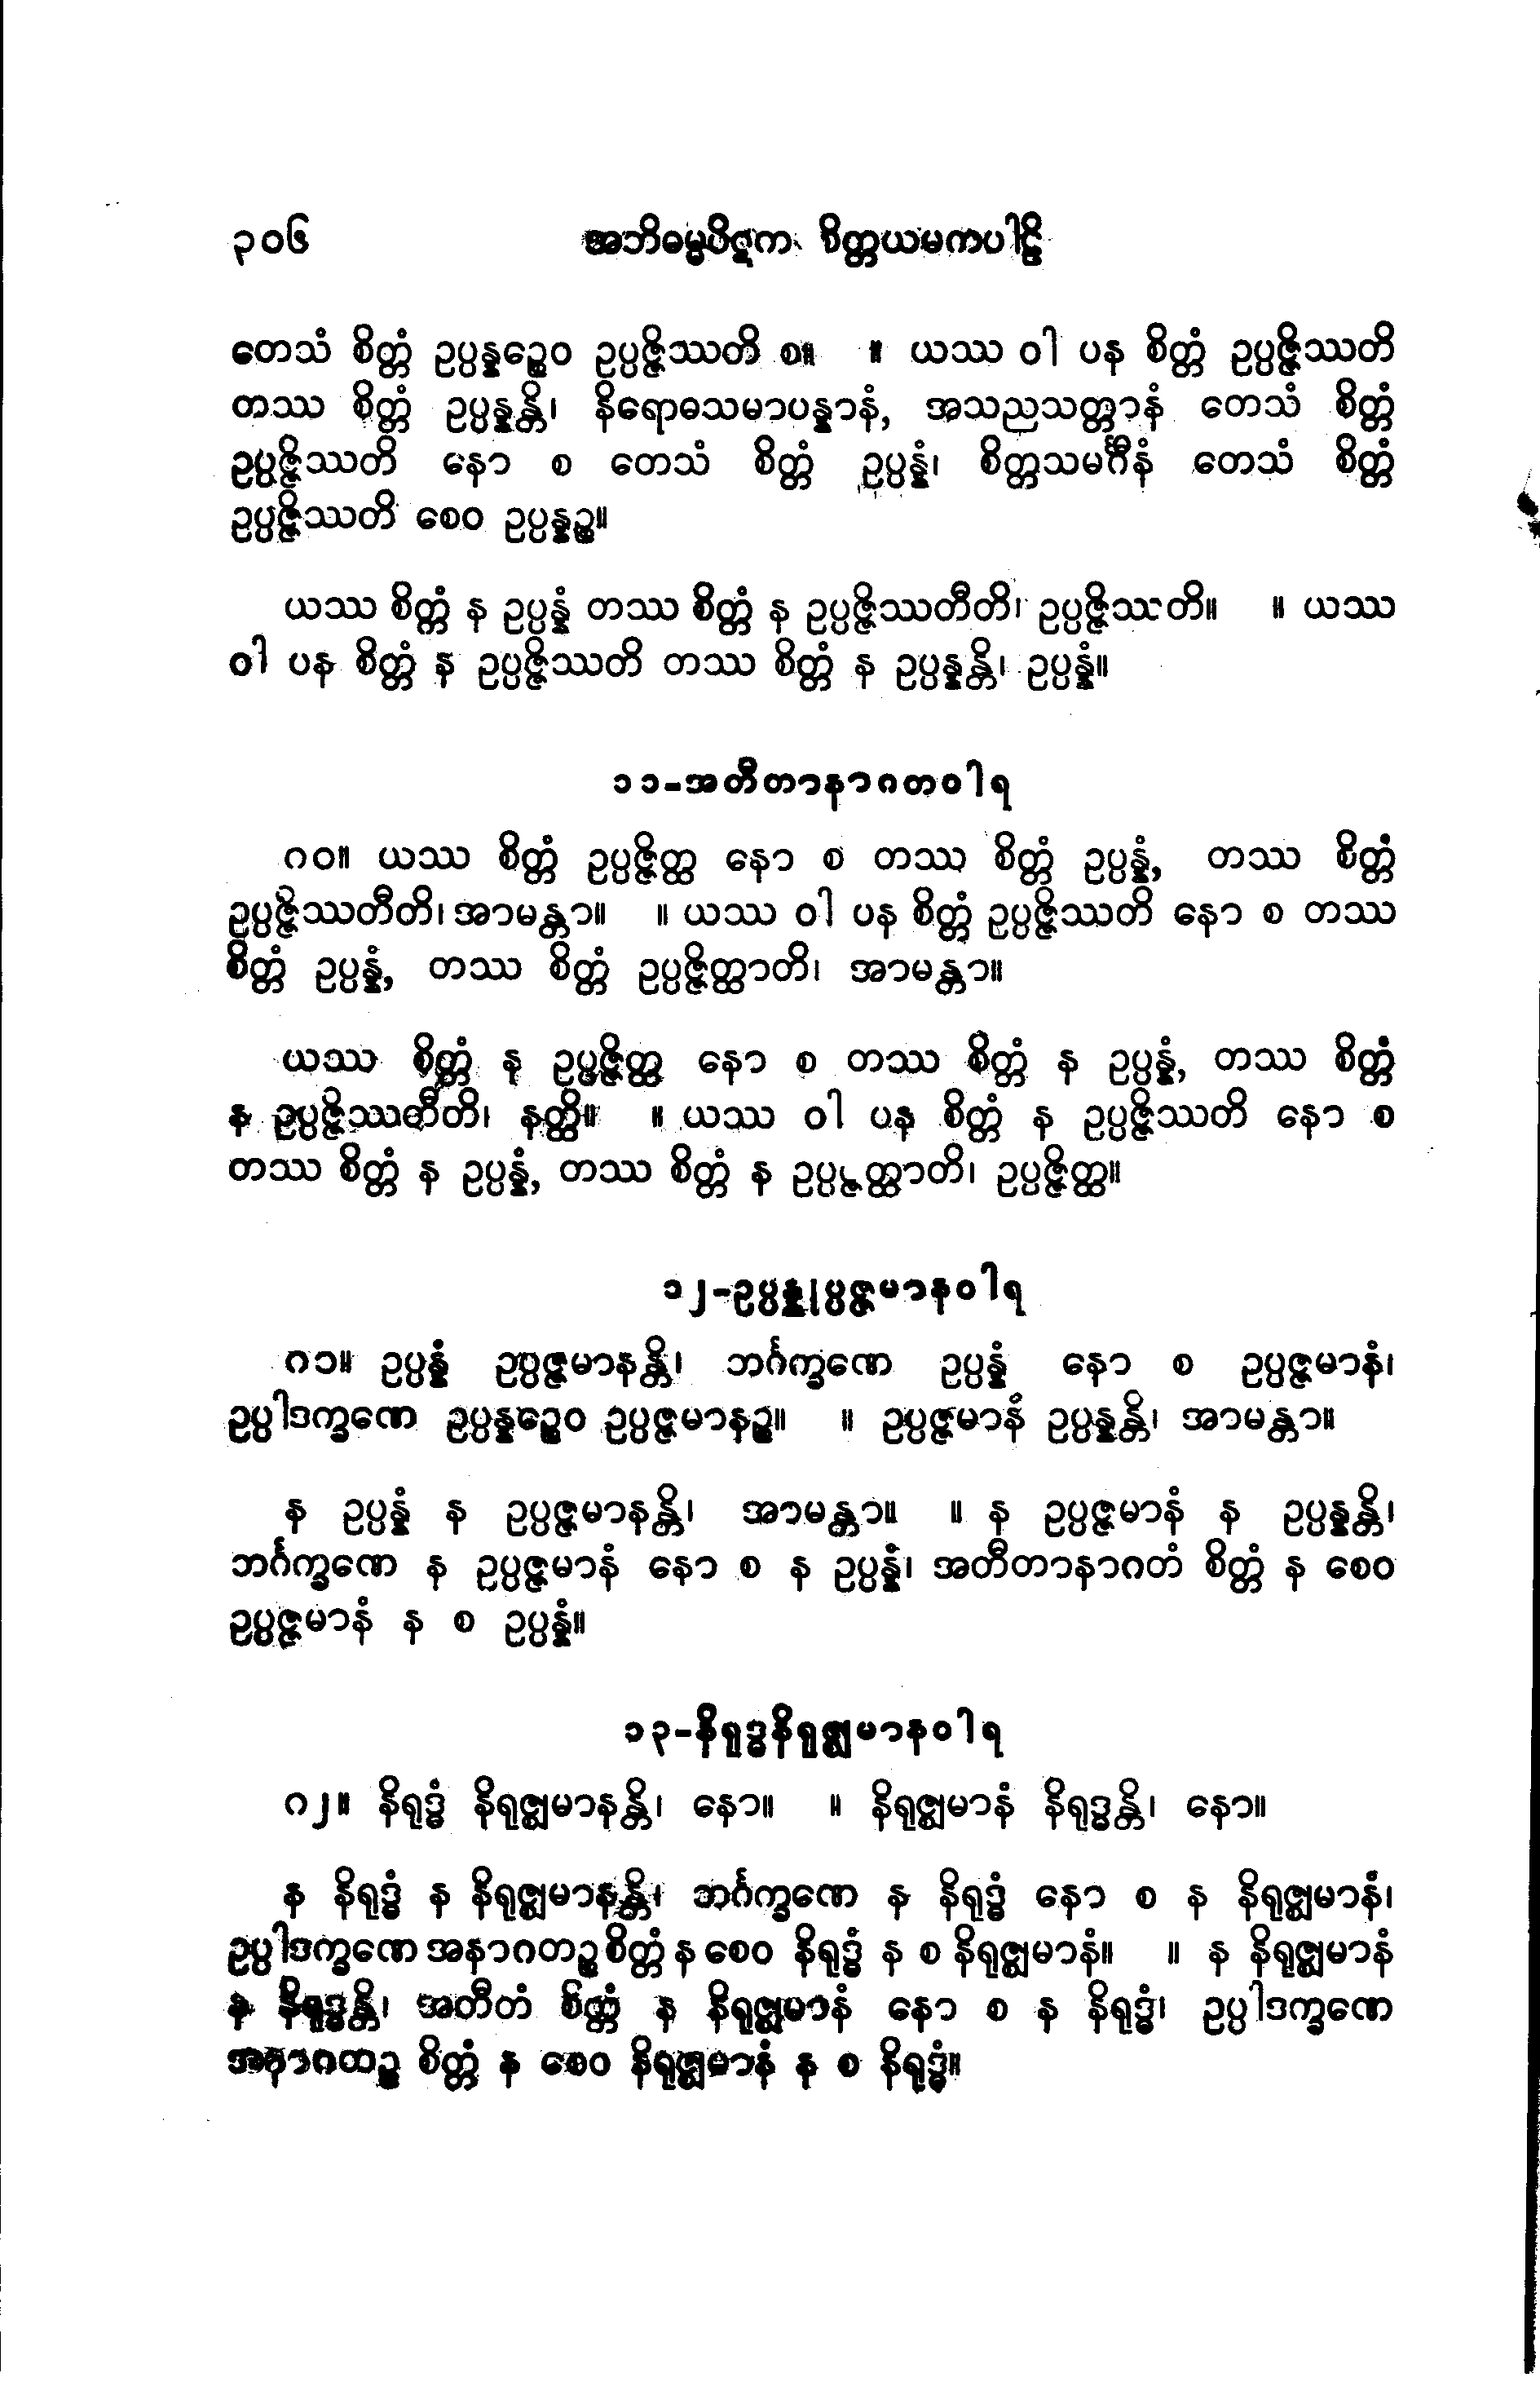 ၃၀၆ အဘိဓမ္မပိဋက စိတ္တယမကပါဠိ
တေသံ စိတ္တံ ဥပ္ပန္နဉ္စေဝ ဥပ္ပဇ္ဇိဿတိ စ။ ။ ယဿ ဝါ ပန စိတ္တံ ဥပ္ပဇ္ဇိဿတိ
တဿ စိတ္တံ ဥပ္ပန္နန္တိ၊ နိရောဓသမာပန္နာနံ, အသညသတ္တာနံ တေသံ စိတ္တံ
ဥပ္ပဇ္ဇိဿတိ နော စ တေသံ စိတ္တံ ဥပ္ပန္နံ၊ စိတ္တသမင်္ဂီနံ တေသံ စိတ္တံ
ဥပ္ပဇ္ဇိဿတိ စေဝ ဥပ္ပန္နဉ္စ။
ယဿ စိတ္တံ န ဥပ္ပန္နံ တဿ စိတ္တံ န ဥပ္ပဇ္ဇိဿတီတိ၊ ဥပ္ပဇ္ဇိဿတိ။ ။ ယဿ
ဝါ ပန စိတ္တံ န ဥပ္ပဇ္ဇိဿတိ တဿ စိတ္တံ န ဥပ္ပန္နန္တိ၊ ဥပ္ပန္နံ။
၁၁-အတီတာနာဂတဝါရ
ဂ၀။ ယဿ စိတ္တံ ဥပ္ပဇ္ဇိတ္ထ နော စ တဿ စိတ္တံ ဥပ္ပန္နံ, တဿ စိတ္တံ
ဥပ္ပဇ္ဇိဿတီတိ၊ အာမန္တာ။ ။ ယဿ ဝါ ပန စိတ္တံ ဥပ္ပဇ္ဇိဿတိ နော စ တဿ
စိတ္တံ ဥပ္ပန္နံ, တဿ စိတ္တံ ဥပ္ပဇ္ဇိတ္ထာတိ၊ အာမန္တာ။
ယဿ စိတ္တံ န ဥပ္ပဇ္ဇိတ္ထ နော စ တဿ စိတ္တံ န ဥပ္ပန္နံ, တဿ စိတ္တံ
န ဥပ္ပဇ္ဇိဿတီတိ၊ နတ္ထိ။ ။ ယဿ ဝါ ပန စိတ္တံ န ဥပ္ပဇ္ဇိဿတိ နော စ
တဿ စိတ္တံ န ဥပ္ပန္နံ, တဿ စိတ္တံ န ဥပ္ပဇ္ဇတ္ထာတိ၊ ဥပ္ပဇ္ဇိတ္ထ။
၁၂-ဥပ္ပန္နုပ္ပဇ္ဇမာနဝါရ
ဂ၁။ ဥပ္ပန္နံ ဥပ္ပဇ္ဇမာနန္တိ၊ ဘင်္ဂက္ခဏေ ဥပ္ပန္နံ နော စ ဥပ္ပဇ္ဇမာနံ၊
ဥပ္ပါဒက္ခဏေ ဥပ္ပန္နဉ္စေဝ ဥပ္ပဇ္ဇမာနဉ္စ။ ။ ဥပ္ပဇ္ဇမာနံ ဥပ္ပန္နန္တိ၊ အာမန္တာ။
န ဥပ္ပန္နံ န ဥပ္ပဇ္ဇမာနန္တိ၊ အာမန္တာ။ ။ န ဥပ္ပဇ္ဇမာနံ န ဥပ္ပန္နန္တိ၊
ဘင်္ဂက္ခဏေ န ဥပ္ပဇ္ဇမာနံ နော စ န ဥပ္ပန္နံ၊ အတီတာနာဂတံ စိတ္တံ န စေဝ
ဥပ္ပဇ္ဇမာနံ န စ ဥပ္ပန္နံ။
၁၃-နိရုဒ္ဓနိရုဇ္ဈမာနဝါရ
ဂ၂။ နိရုဒ္ဓံ နိရုဇ္ဈမာနန္တိ၊ နော။ ။ နိရုဇ္ဈမာနံ နိရုဒ္ဓန္တိ၊ နော။
န နိရုဒ္ဓံ န နိရုဇ္ဈမာနန္တိ၊ ဘင်္ဂက္ခဏေ န နိရုဒ္ဓံ နော စ န နိရုဇ္ဈမာနံ၊
ဥပ္ပါဒက္ခဏေ အနာဂတဉ္စ စိတ္တံ န စေဝ နိရုဒ္ဓံ န စ နိရုဇ္ဈမာနံ။ ။ န နိရုဇ္ဈမာနံ
န နိရုဒ္ဓန္တိ၊ အတီတံ စိတ္တံ န နိရုဇ္ဈမာနံ နော စ န နိရုဒ္ဓံ၊ ဥပ္ပါဒက္ခဏေ
အနာဂတဉ္စ စိတ္တံ န စေဝ နိရုဇ္ဈမာနံ န စ နိရုဒ္ဓံ။